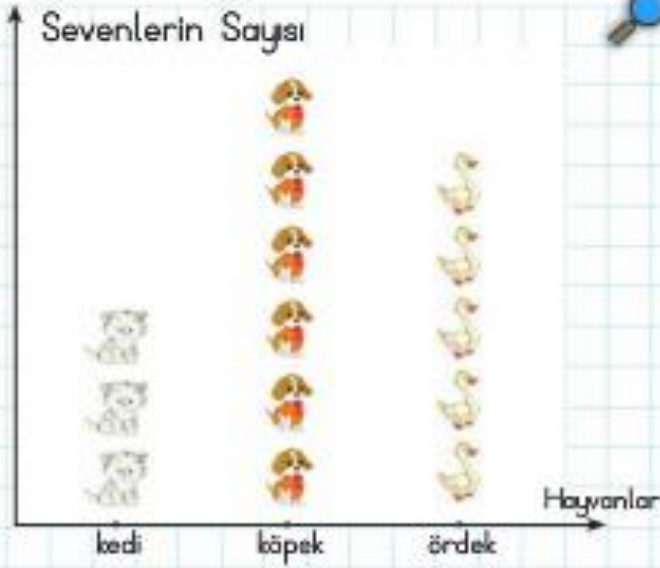 Sevenlerin Sayısı
Hayvanlar
kedi
köpek
ördek